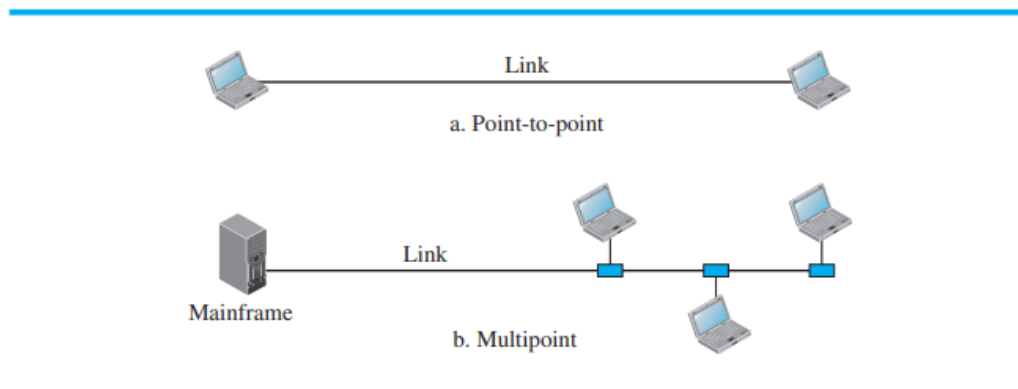 Link
a. Point-to-point
Link
Mainframe
b. Multipoint